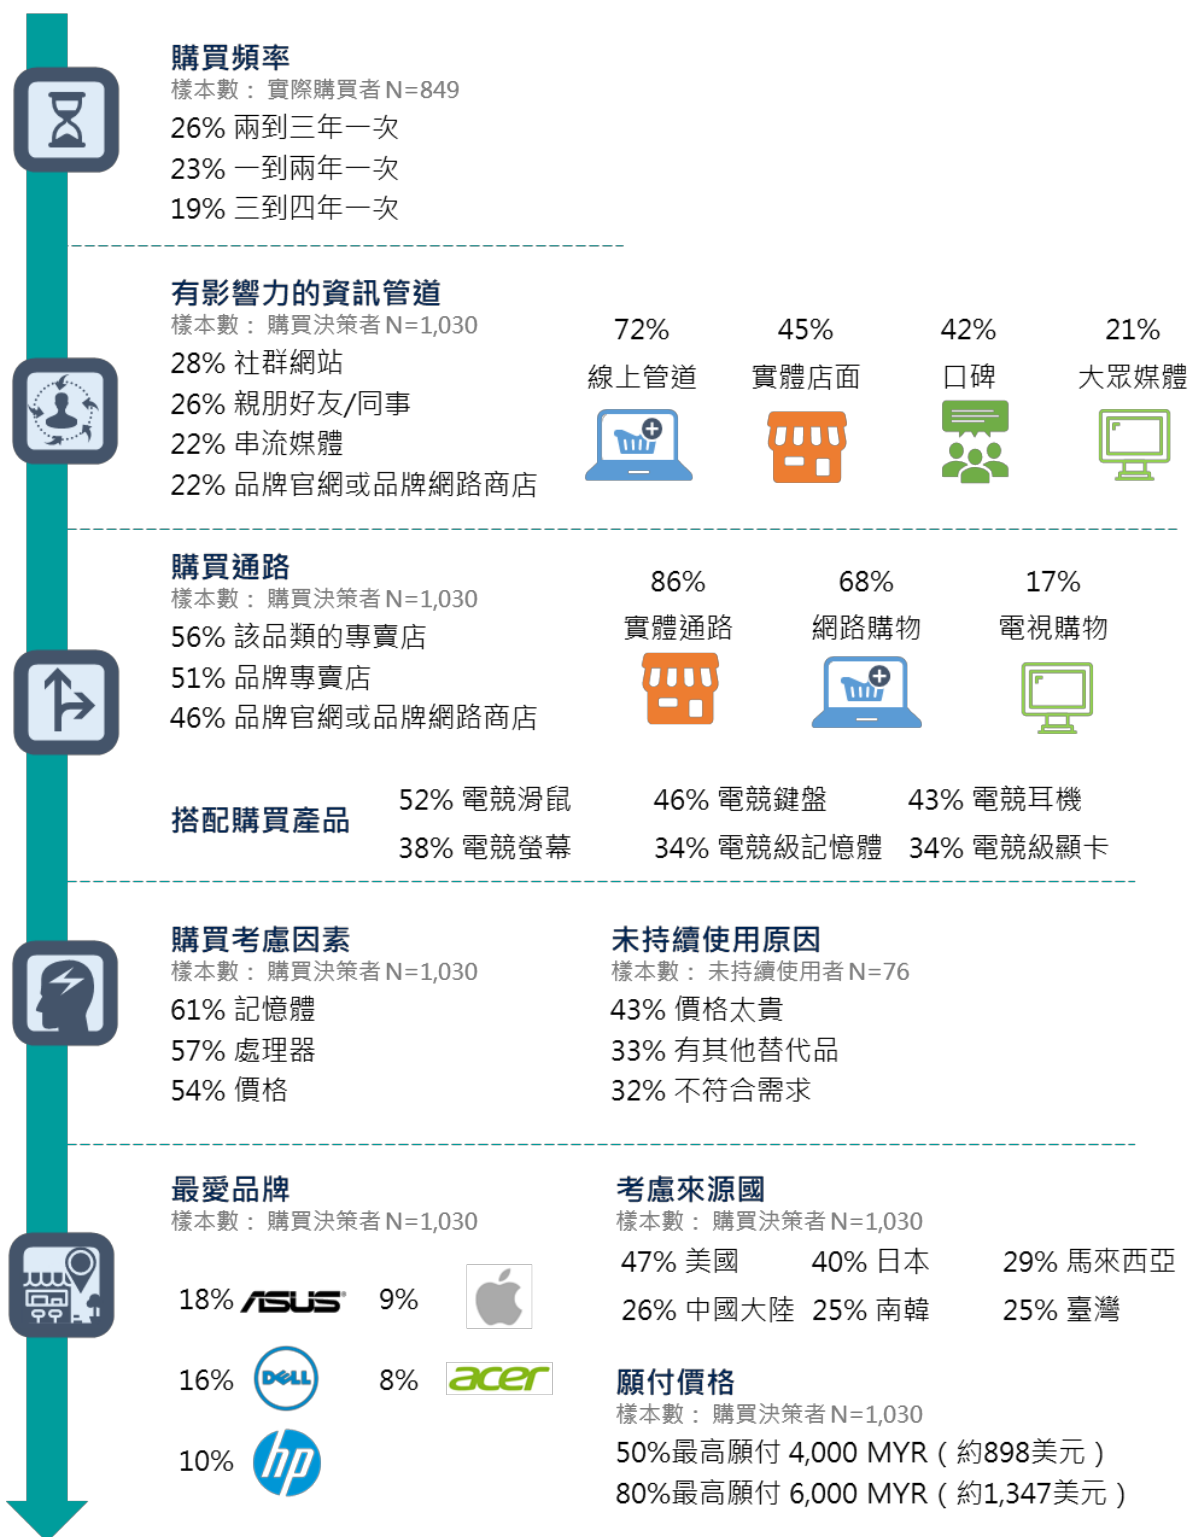 購買頻率
樣本數： 實際購買者 N=849
26% 兩到三年一次
23% 一到兩年一次
19% 三到四年一次
有影響力的資訊管道
樣本數： 購買決策者 N=1,030
28% 社群網站
26% 親朋好友/同事
22% 串流媒體
22% 品牌官網或品牌網路商店
72% 45% 42% 21%
線上管道 實體店面 口碑 大眾媒體
購買通路
樣本數： 購買決策者 N=1,030
56% 該品類的專賣店
51% 品牌專賣店
46% 品牌官網或品牌網路商店
86% 68% 17%
實體通路 網路購物 電視購物
搭配購買產品
52% 電競滑鼠 46% 電競鍵盤 43% 電競耳機
38% 電競螢幕 34% 電競級記憶體 34% 電競級顯卡
購買考慮因素
樣本數： 購買決策者 N=1,030
61% 記憶體
57% 處理器
54% 價格
未持續使用原因
樣本數： 未持續使用者 N=76
43% 價格太貴
33% 有其他替代品
32% 不符合需求
最愛品牌
樣本數： 購買決策者 N=1,030
18% ASUS 9%
16% DELL 8% acer
10% hp
考慮來源國
樣本數： 購買決策者 N=1,030
47% 美國 40% 日本 29% 馬來西亞
26% 中國大陸 25% 南韓 25% 臺灣
願付價格
樣本數： 購買決策者 N=1,030
50%最高願付 4,000 MYR（約898美元）
80%最高願付 6,000 MYR（約1,347美元）